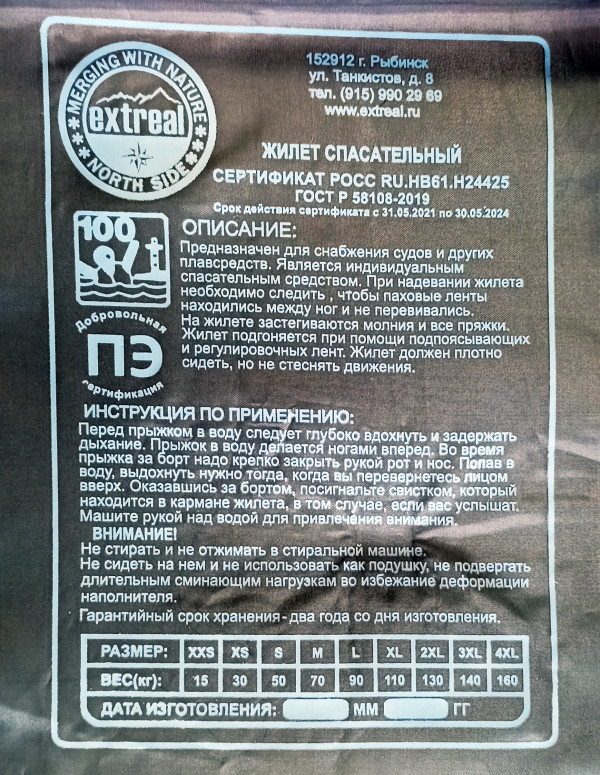 MERGING WITH NATURE
extreal
NORTH SIDE
152912 г. Рыбинск
ул. Танкистов, д. 8
тел. (915) 990 29 69
www.extreal.ru
ЖИЛЕТ СПАСАТЕЛЬНЫЙ
СЕРТИФИКАТ РОСС RU.НВ61.Н24425
ГОСТ Р 58108-2019
Срок действия сертификата с 31.05.2021 по 30.05.2024
100
ОПИСАНИЕ:
Предназначен для снабжения судов и других
плавсредств. Является индивидуальным
спасательным средством. При надевании жилета
необходимо следить , чтобы паховые ленты
находились между ног и не перевивались.
На жилете застегиваются молния и все пряжки.
Жилет подгоняется при помощи подпоясывающих
и регулировочных лент. Жилет должен плотно
сидеть, но не стеснять движения.
Добровольная
ПЭ
сертификация
ИНСТРУКЦИЯ ПО ПРИМЕНЕНИЮ:
Перед прыжком в воду следует глубоко вдохнуть и задержать
дыхание. Прыжок в воду делается ногами вперед. Во время
прыжка за борт надо крепко закрыть рукой рот и нос. Попав в
воду, выдохнуть нужно тогда, когда вы перевернетесь лицом
вверх. Оказавшись за бортом, посигнальте свистком, который
находится в кармане жилета, в том случае, если вас услышат.
Машите рукой над водой для привлечения внимания.
ВНИМАНИЕ!
Не стирать и не отжимать в стиральной машине.
Не сидеть на нем и не использовать как подушку, не подвергать
длительным сминающим нагрузкам во избежание деформации
наполнителя.
Гарантийный срок хранения-два года со дня изготовления.
РАЗМЕР: XXS XS S M L XL 2XL 3XL 4XL
ВЕС(кг): 15 30 50 70 90 110 130 140 160
ДАТА ИЗГОТОВЛЕНИЯ: ММ ГГ